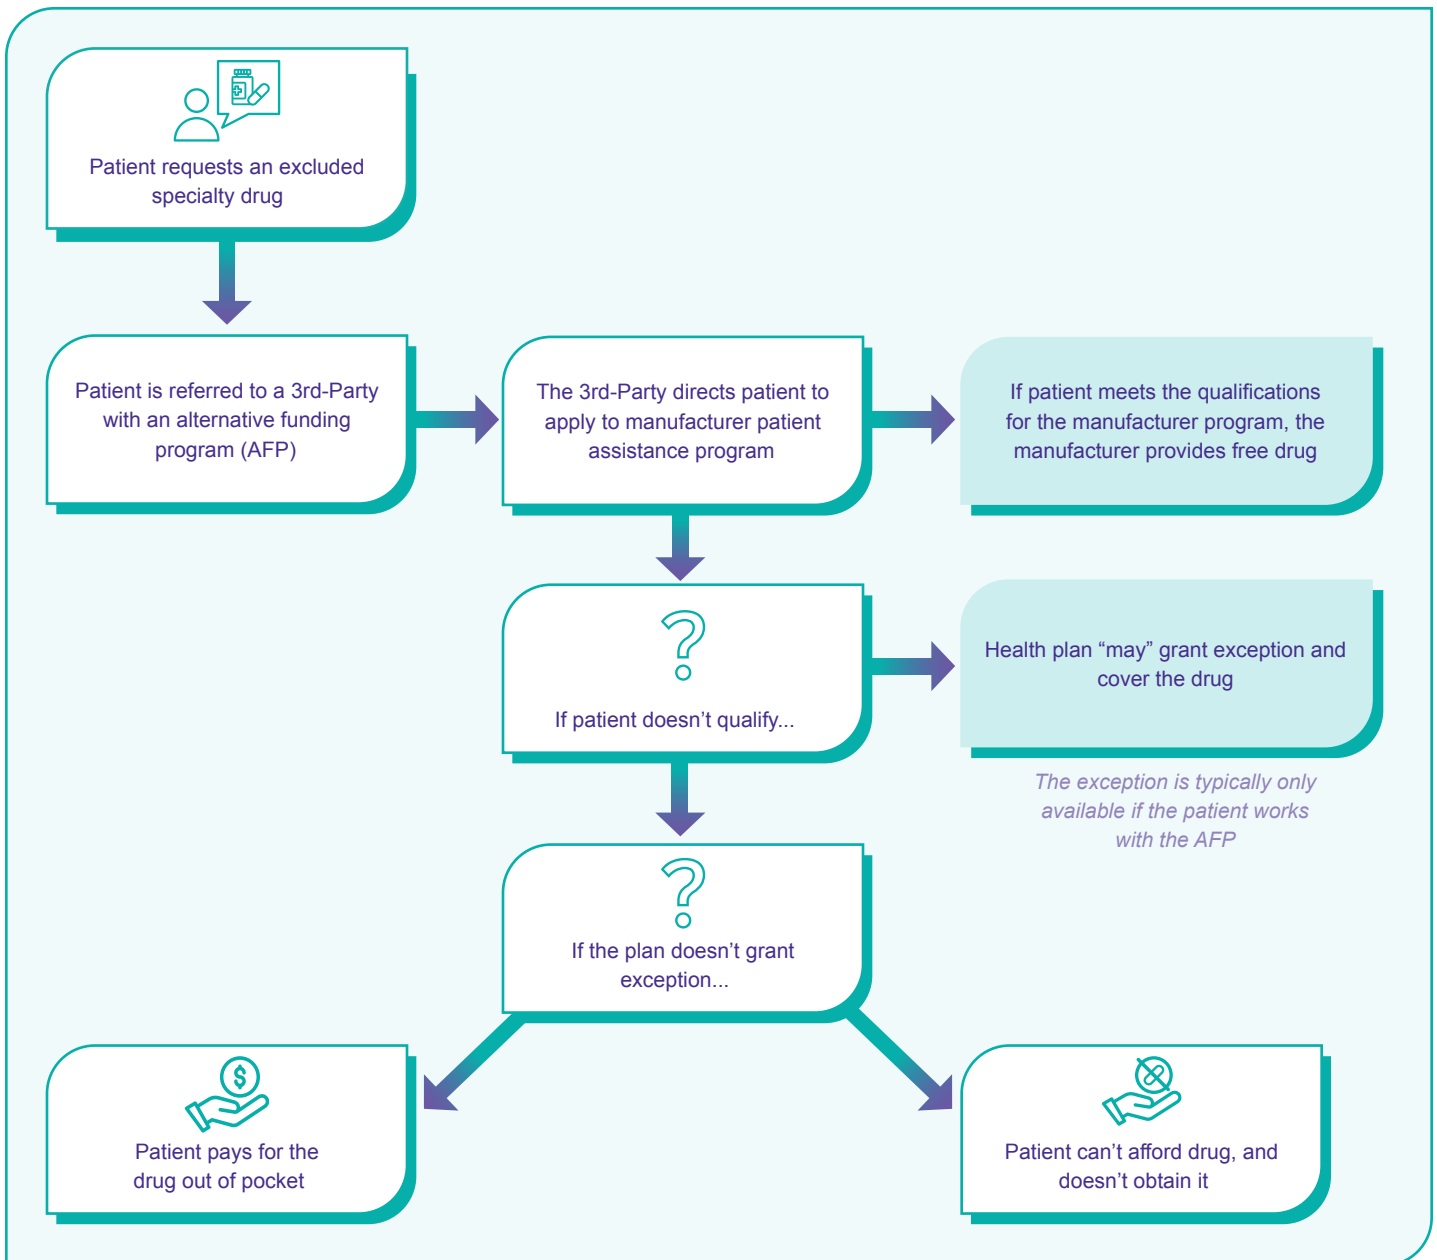 Patient requests an excluded
specialty drug
Patient is referred to a 3rd-Party
with an alternative funding
program (AFP)
The 3rd-Party directs patient to
apply to manufacturer patient
assistance program
If patient meets the qualifications
for the manufacturer program, the
manufacturer provides free drug
?
If patient doesn’t qualify...
Health plan “may” grant exception and
cover the drug
The exception is typically only
available if the patient works
with the AFP
?
If the plan doesn’t grant
exception...
$
Patient pays for the
drug out of pocket
Patient can’t afford drug, and
doesn’t obtain it